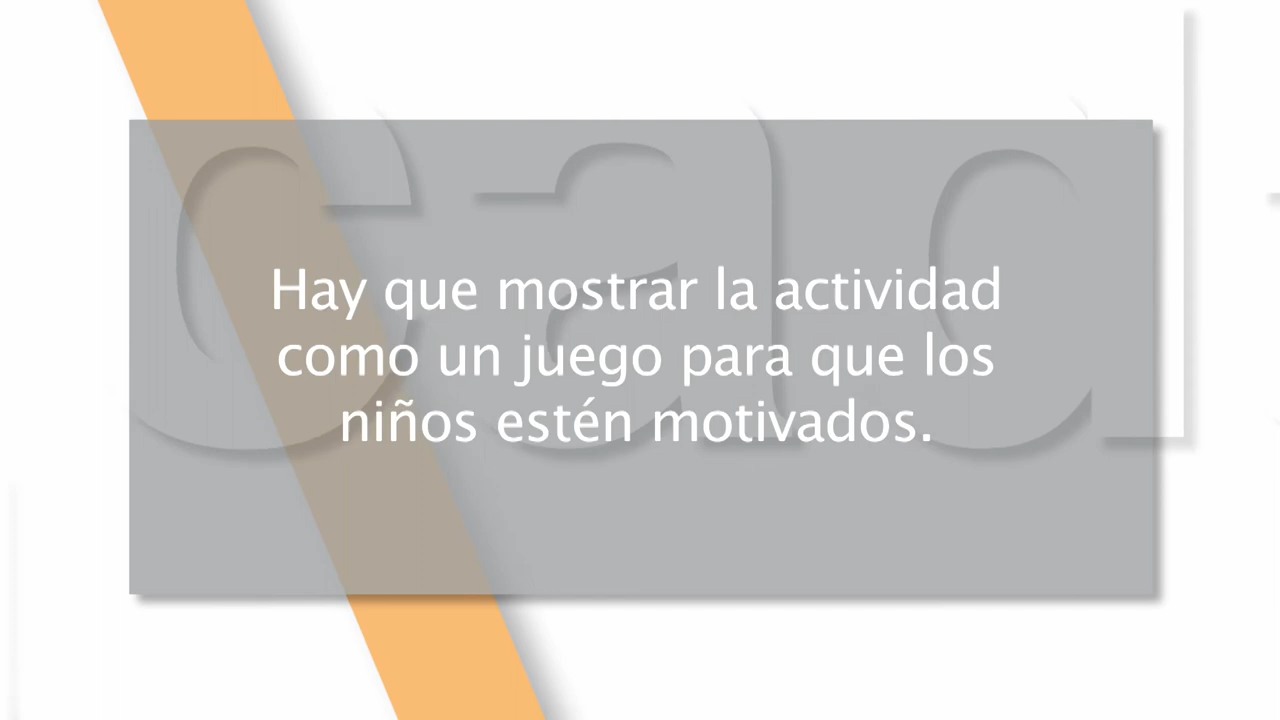 Hay que mostrar la actividad
como un juego para que los
niños estén motivados.